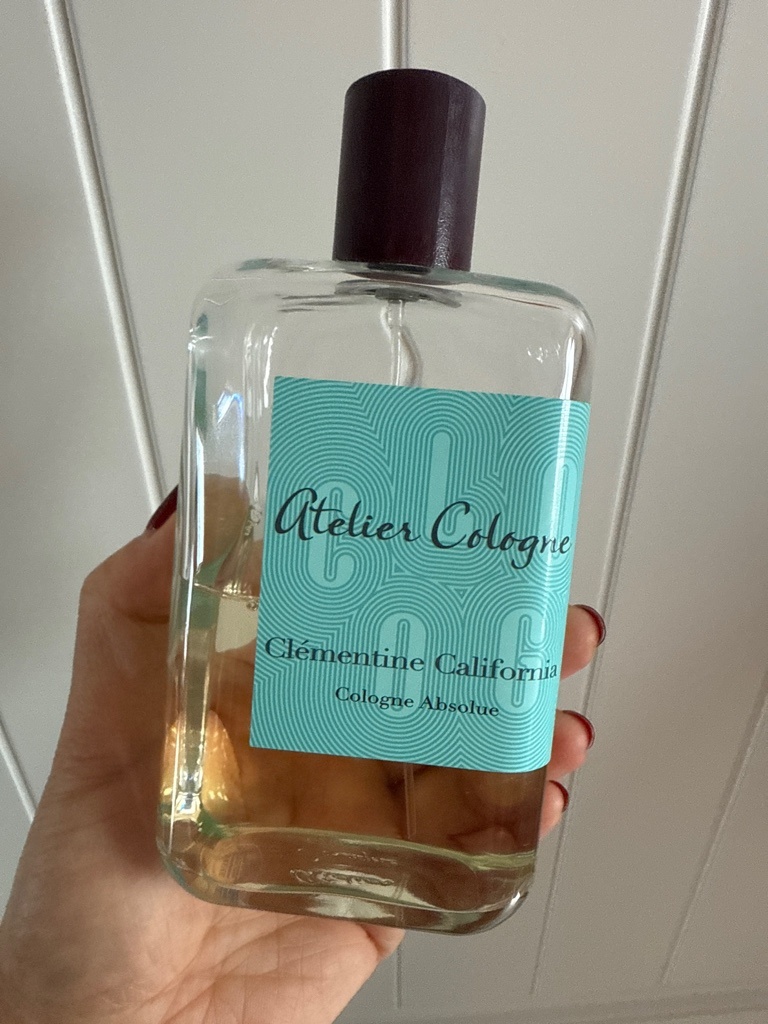 Atelier Cologne
Clémentine California
Cologne Absolue